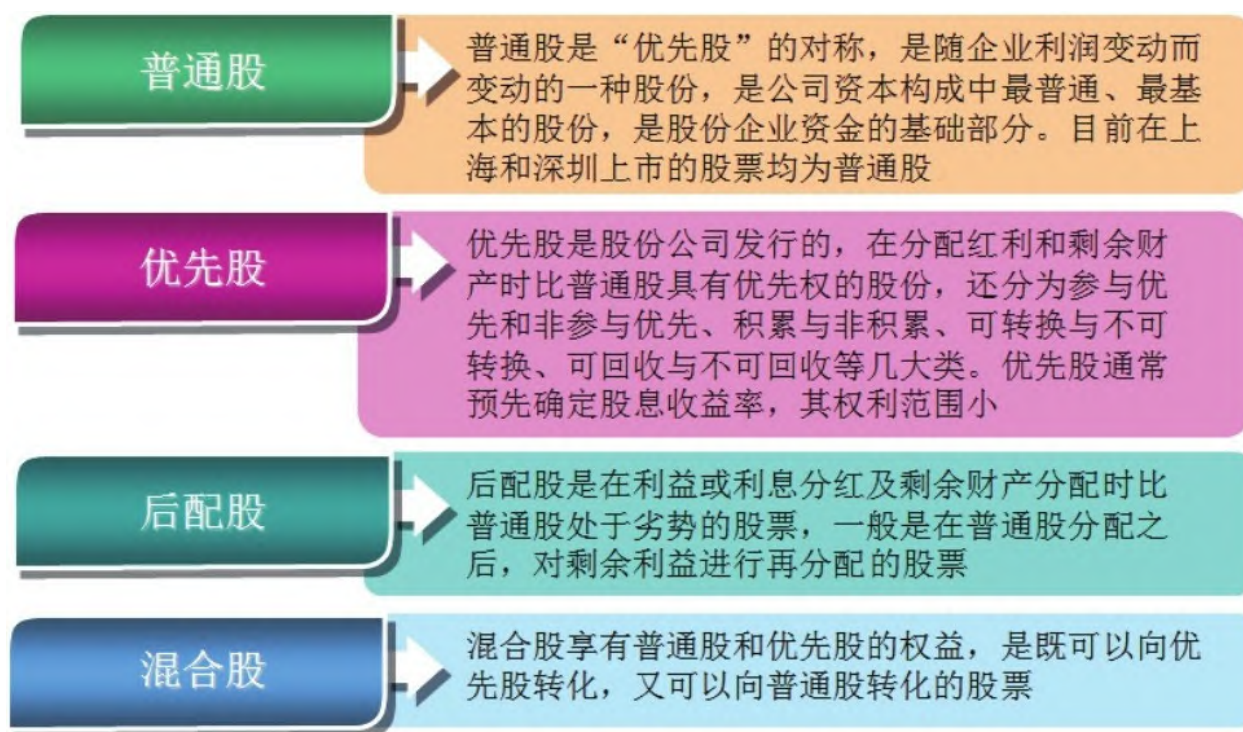 普通股
普通股是“优先股”的对称，是随企业利润变动而
变动的一种股份，是公司资本构成中最普通、最基
本的股份，是股份企业资金的基础部分。目前在上
海和深圳上市的股票均为普通股
优先股
优先股是股份公司发行的，在分配红利和剩余财
产时比普通股具有优先权的股份，还分为参与优
先和非参与优先、积累与非积累、可转换与不可
转换、可回收与不可回收等几大类。优先股通常
预先确定股息收益率，其权利范围小
后配股
后配股是在利益或利息分红及剩余财产分配时比
普通股处于劣势的股票，一般是在普通股分配之
后，对剩余利益进行再分配的股票
混合股
混合股享有普通股和优先股的权益，是既可以向优
先股转化，又可以向普通股转化的股票